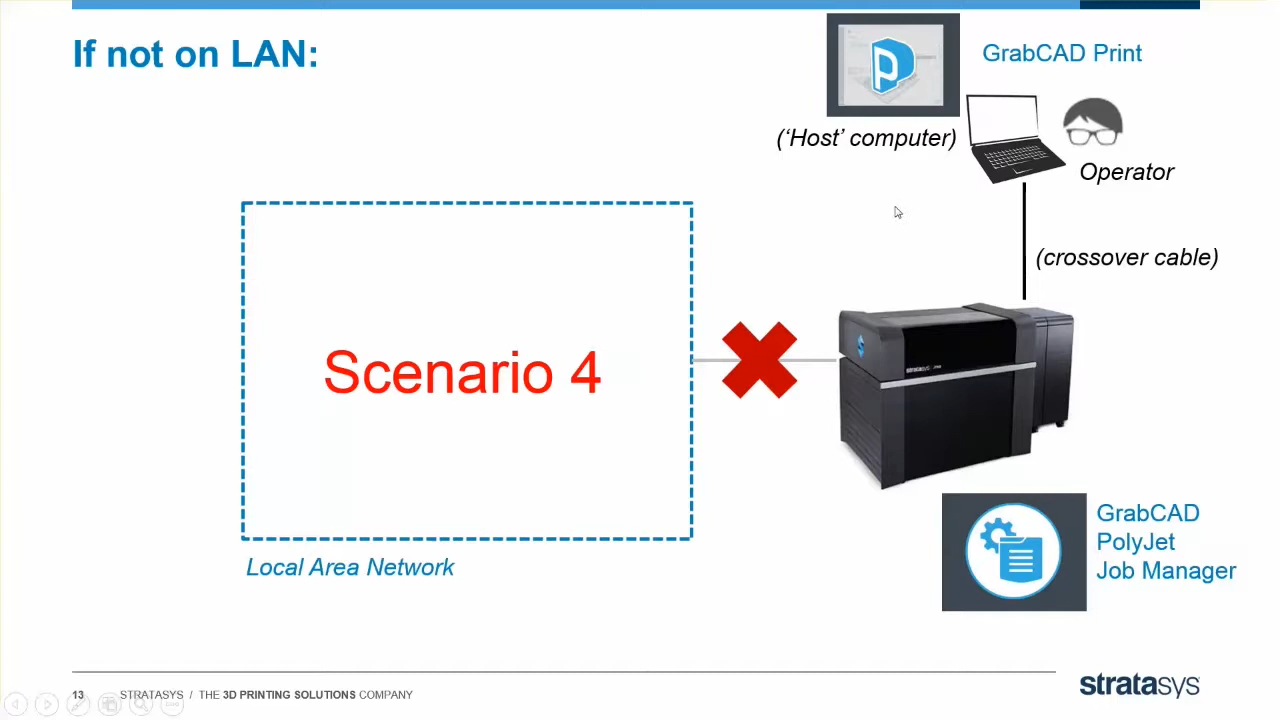 If not on LAN:
GrabCAD Print
(‘Host’ computer)
Operator
(crossover cable)
Scenario 4
stratasys
Local Area Network
GrabCAD
PolyJet
Job Manager
13 STRATASYS / THE 3D PRINTING SOLUTIONS COMPANY
stratasys